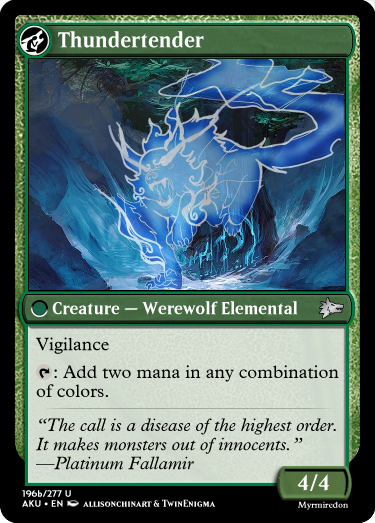 Thundertender
Creature — Werewolf Elemental
Vigilance
: Add two mana in any combination
of colors.
“The call is a disease of the highest order.
It makes monsters out of innocents.”
—Platinum Fallamir
4/4
196b/277 U
AKU • EN ALLISONCHINART & TWINENIGMA
Myrmiredon